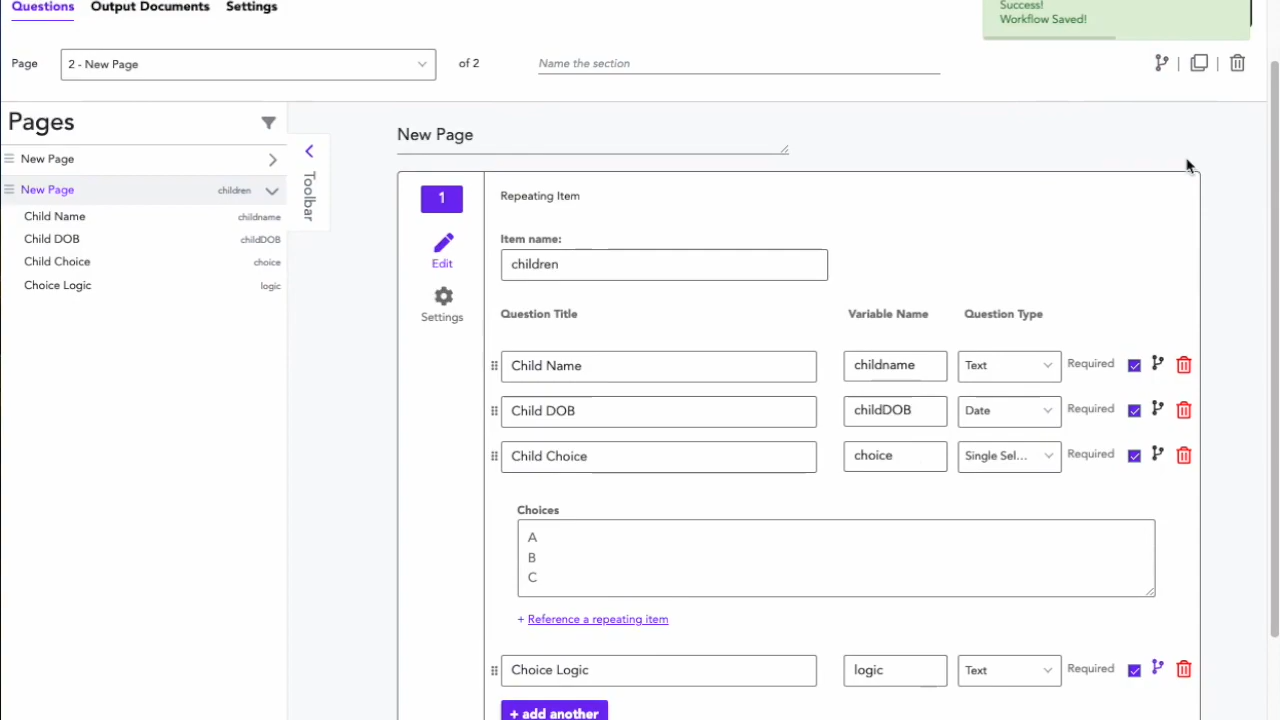 Questions Output Documents Settings
Success!
Workflow Saved!
Page 2 - New Page of 2 Name the section
Pages
New Page
New Page children
Child Name childname
Child DOB childDOB
Child Choice choice
Choice Logic logic
Toolbar
New Page
1
Edit
Settings
Repeating Item
Item name:
children
Question Title Variable Name Question Type
Child Name childname Text Required
Child DOB childDOB Date Required
Child Choice choice Single Sel... Required
Choices
A
B
C
+ Reference a repeating item
Choice Logic logic Text Required
+ add another